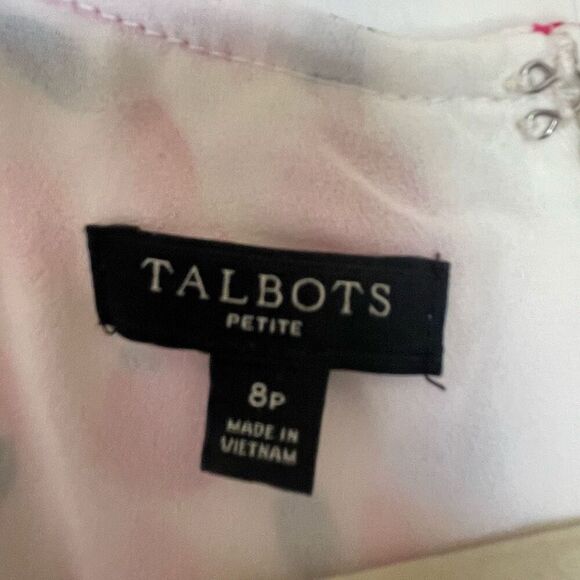 TALBOTS
PETITE
8P
MADE IN
VIETNAM